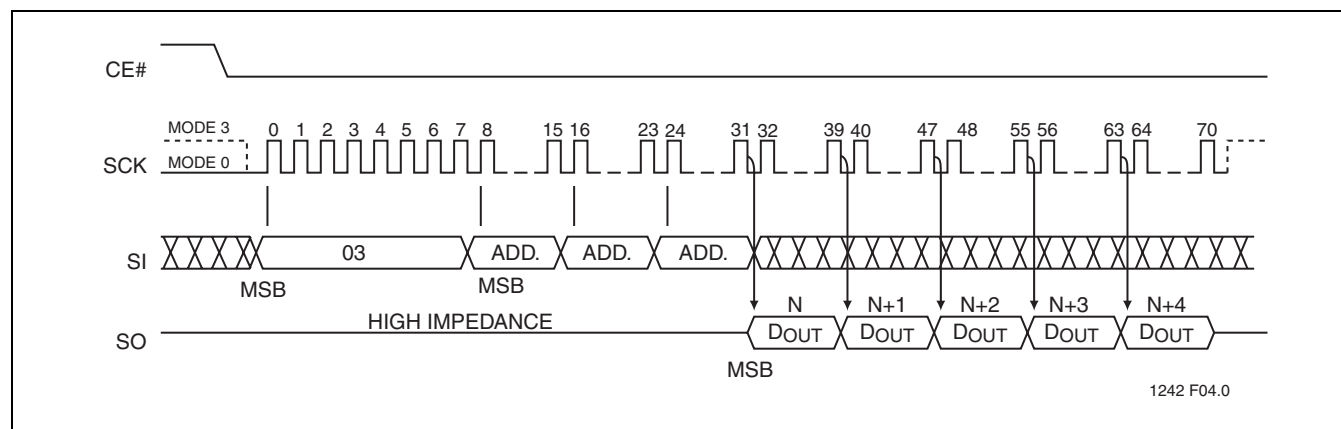 CE#
MODE 3
0 1 2 3 4 5 6 7 8 15 16 23 24 31 32 39 40 47 48 55 56 63 64 70
SCK
MODE 0
SI
03 ADD. ADD. ADD.
MSB MSB
N N+1 N+2 N+3 N+4
HIGH IMPEDANCE
SO
DOUT DOUT DOUT DOUT DOUT
MSB
1242 F04.0